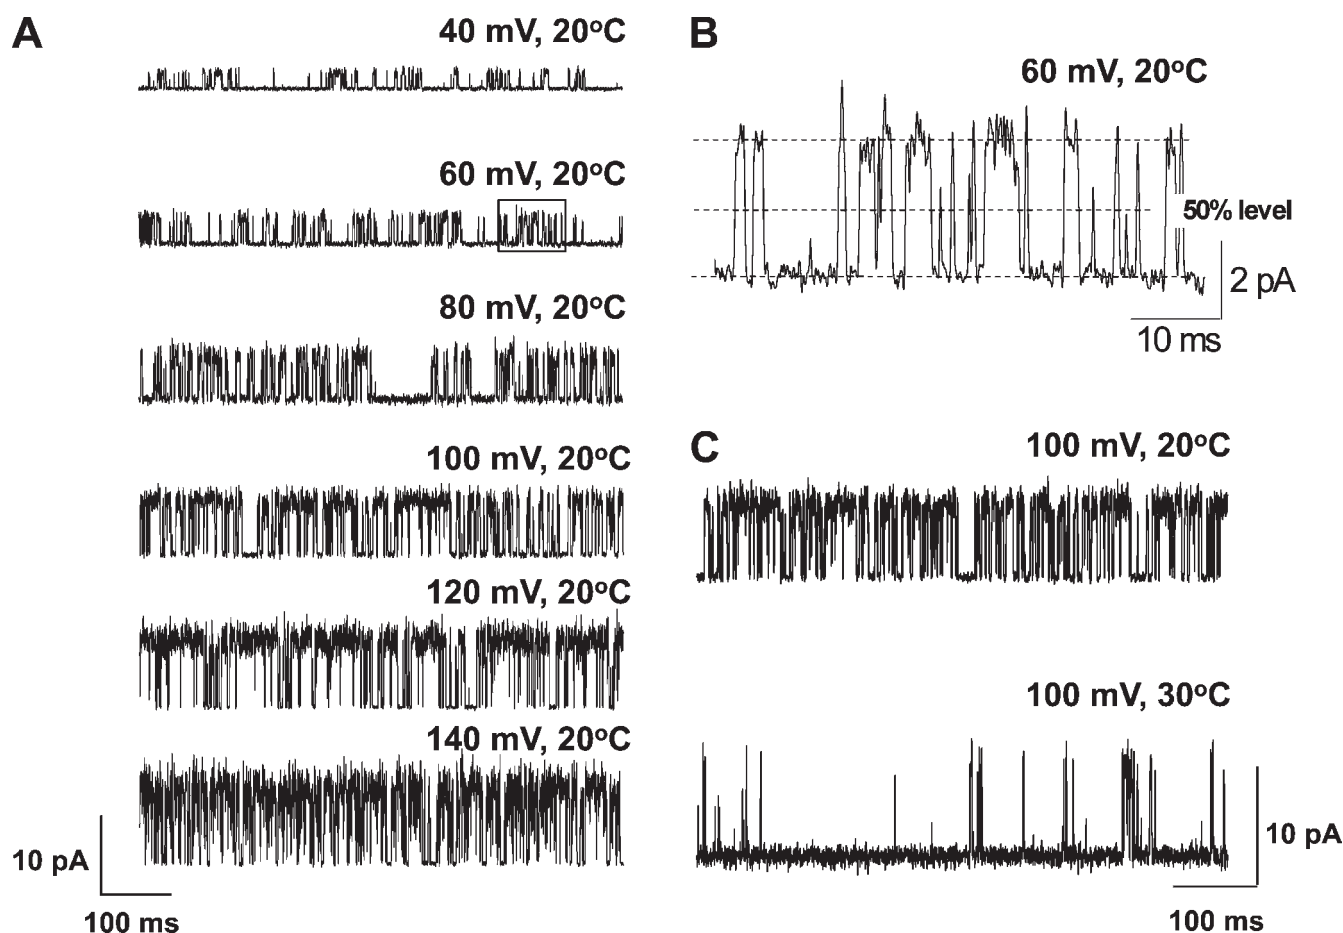 A
40 mV, 20°C
60 mV, 20°C
80 mV, 20°C
100 mV, 20°C
120 mV, 20°C
140 mV, 20°C
10 pA
100 ms
B
60 mV, 20°C
50% level
2 pA
10 ms
C
100 mV, 20°C
100 mV, 30°C
10 pA
100 ms